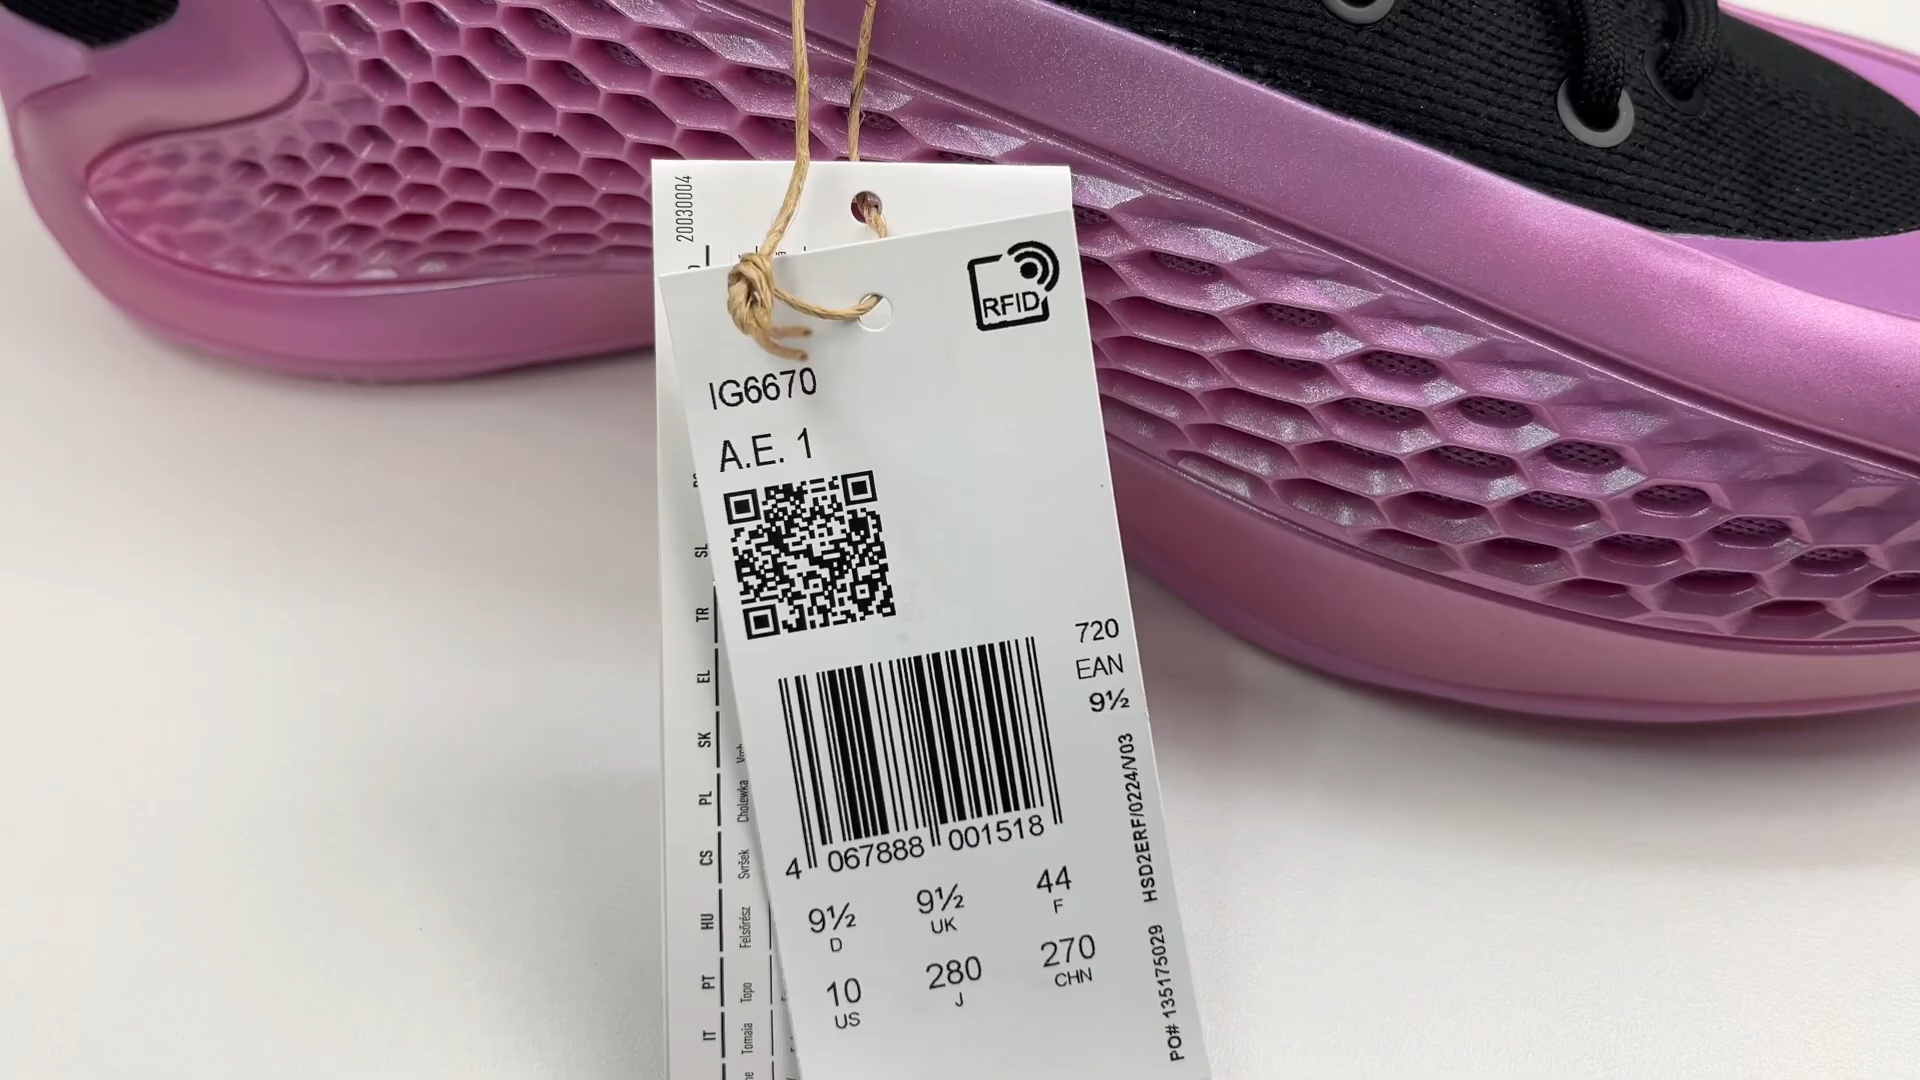 20030004
RFID
IG6670
A.E. 1
720
EAN
9½
4 067888 001518
9½
D
9½
UK
44
F
10
US
280
J
270
CHN
PO# 135175029 HSD2ERF/0224/V03
SL
TR
EL
SK
PL
Cholewka
CS
Svršek
HU
Felsőrész
PT
Topo
IT
Tomaia